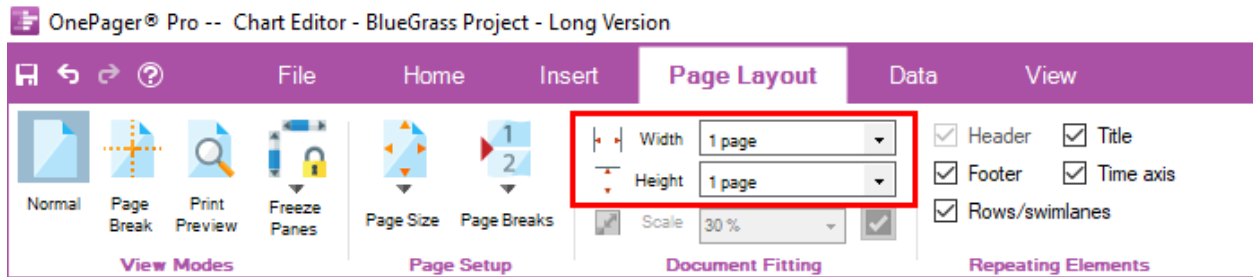 OnePager® Pro -- Chart Editor - BlueGrass Project - Long Version
File Home Insert Page Layout Data View
Normal
Page Break
Print Preview
Freeze Panes
View Modes
Page Size
Page Breaks
1
2
Page Setup
Width 1 page
Height 1 page
Scale 30 %
Document Fitting
Header Title
Footer Time axis
Rows/swimlanes
Repeating Elements